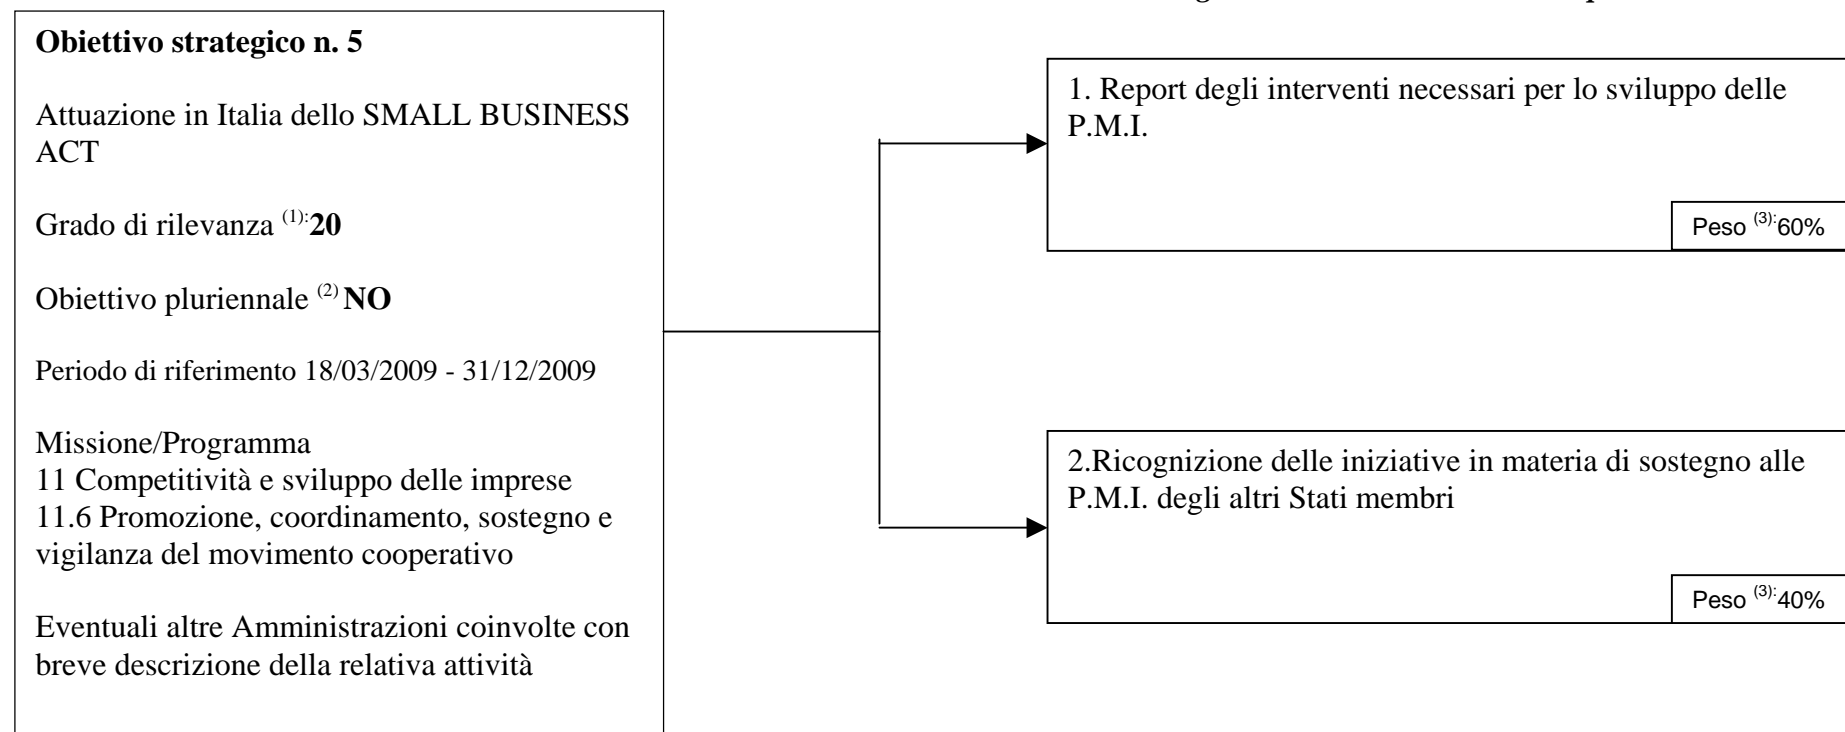 Obiettivo strategico n. 5
Attuazione in Italia dello SMALL BUSINESS
ACT
Grado di rilevanza (1):20
Obiettivo pluriennale (2) NO
Periodo di riferimento 18/03/2009 - 31/12/2009
Missione/Programma
11 Competitività e sviluppo delle imprese
11.6 Promozione, coordinamento, sostegno e
vigilanza del movimento cooperativo
Eventuali altre Amministrazioni coinvolte con
breve descrizione della relativa attività
1. Report degli interventi necessari per lo sviluppo delle
P.M.I.
Peso (3):60%
2.Ricognizione delle iniziative in materia di sostegno alle
P.M.I. degli altri Stati membri
Peso (3):40%